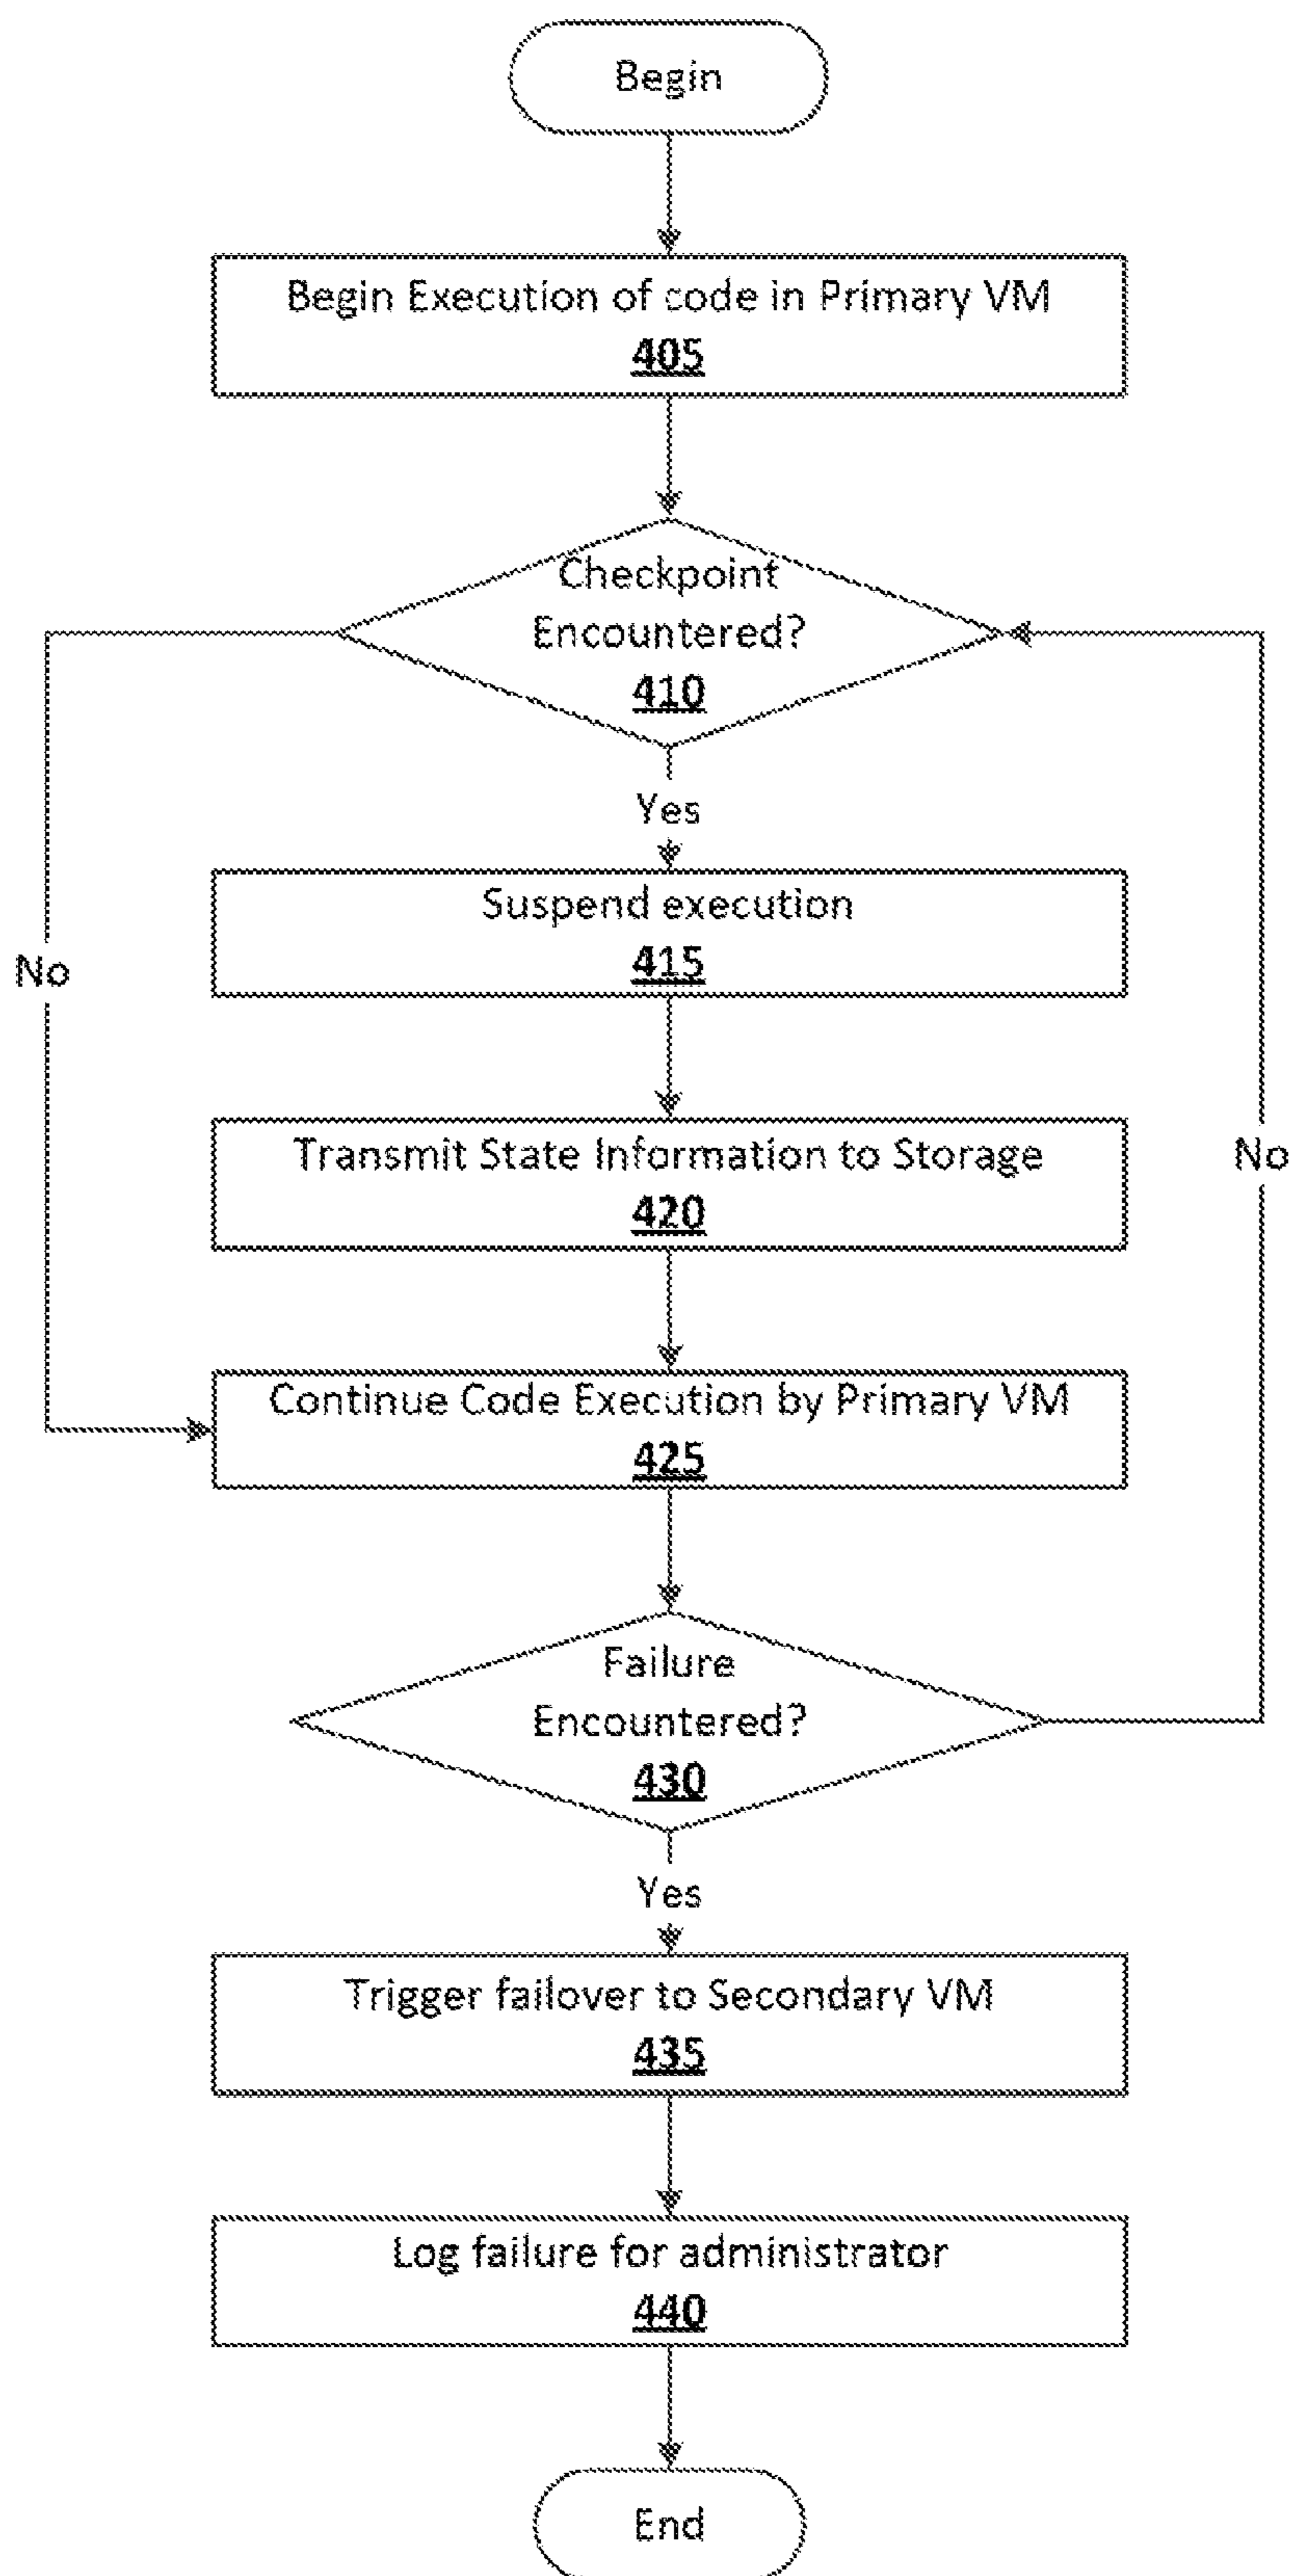 Begin
Begin Execution of code in Primary VM
405
Checkpoint
Encountered?
410
Yes
Suspend execution
415
No
Transmit State Information to Storage
420
No
Continue Code Execution by Primary VM
425
Failure
Encountered?
430
Yes
Trigger failover to Secondary VM
435
Log failure for administrator
440
End